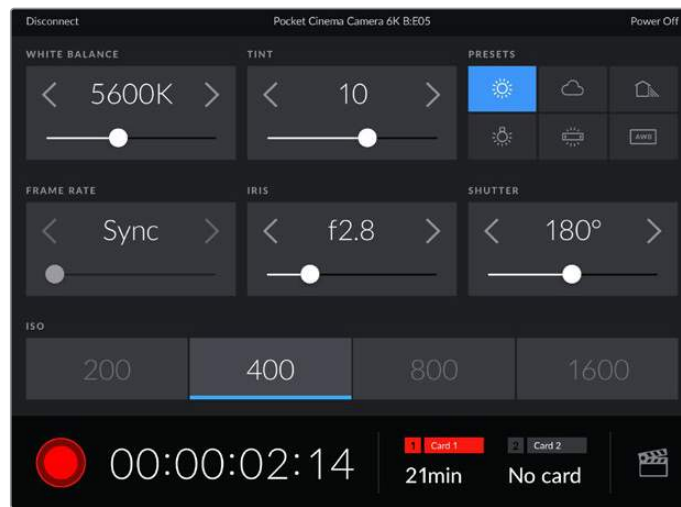 Disconnect Pocket Cinema Camera 6K B:E05 Power Off
WHITE BALANCE TINT PRESETS
5600K 10
AWB
FRAME RATE IRIS SHUTTER
Sync f2.8 180°
ISO
200 400 800 1600
1 Card 1 2 Card 2
00:00:02:14 21min No card